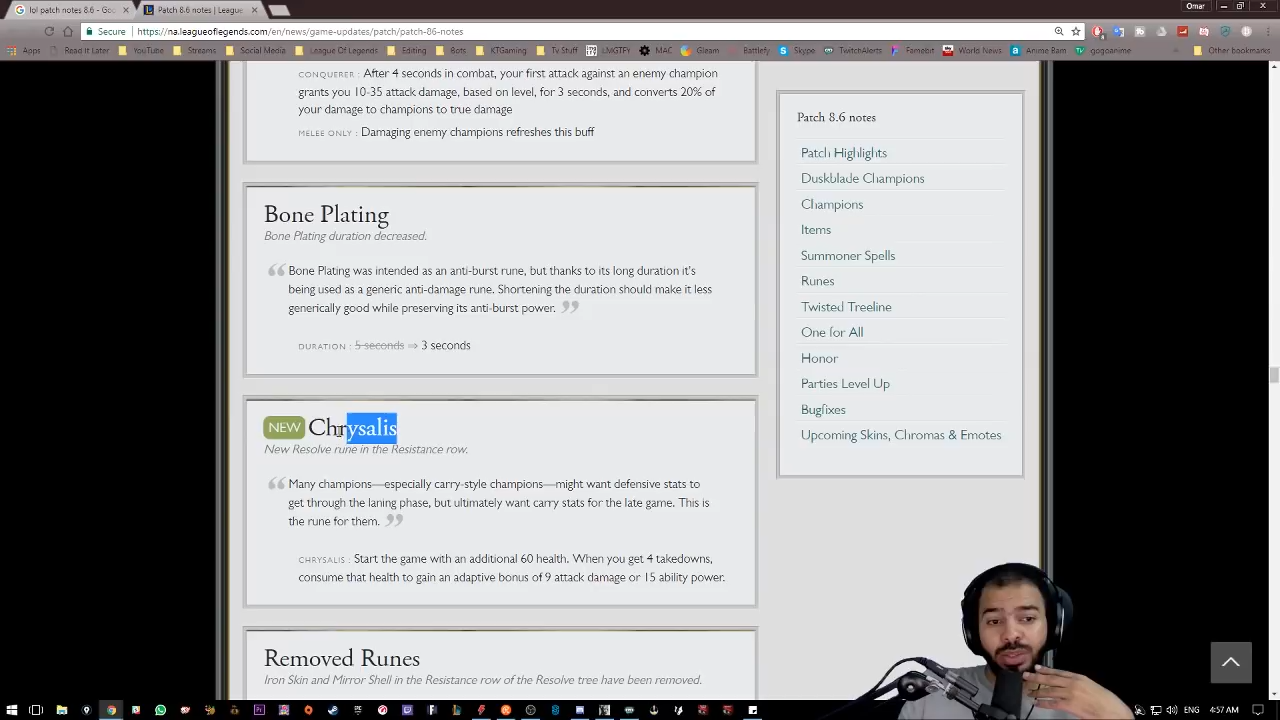 lol patch notes 8.6 - Goo
Patch 8.6 notes | League
Omar
Secure
https://na.leagueoflegends.com/en/news/game-updates/patch/patch-86-notes
Apps Read It Later YouTube Streams Social Media League Of Legends Editing Bots KTGaming Tv Stuff LMGTFY MAC Gleam Battlefy Skype TwitchAlerts Famebit World News Anime Bam gogoanime Other bookmarks
CONQUERER : After 4 seconds in combat, your first attack against an enemy champion
grants you 10-35 attack damage, based on level, for 3 seconds, and converts 20% of
your damage to champions to true damage
MELEE ONLY : Damaging enemy champions refreshes this buff
Bone Plating
Bone Plating duration decreased.
“ Bone Plating was intended as an anti-burst rune, but thanks to its long duration it's
being used as a generic anti-damage rune. Shortening the duration should make it less
generically good while preserving its anti-burst power. ”
DURATION : 5 seconds ⇒ 3 seconds
NEW Chrysalis
New Resolve rune in the Resistance row.
“ Many champions—especially carry-style champions—might want defensive stats to
get through the laning phase, but ultimately want carry stats for the late game. This is
the rune for them. ”
CHRYSALIS : Start the game with an additional 60 health. When you get 4 takedowns,
consume that health to gain an adaptive bonus of 9 attack damage or 15 ability power.
Removed Runes
Iron Skin and Mirror Shell in the Resistance row of the Resolve tree have been removed.
Patch 8.6 notes
Patch Highlights
Duskblade Champions
Champions
Items
Summoner Spells
Runes
Twisted Treeline
One for All
Honor
Parties Level Up
Bugfixes
Upcoming Skins, Chromas & Emotes
ENG 4:57 AM